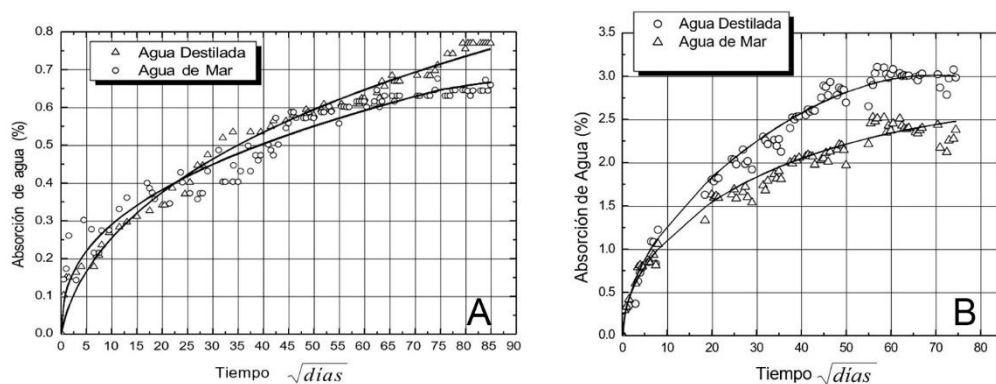 Absorción de agua (%)
0.8
0.7
0.6
0.5
0.4
0.3
0.2
0.1
0.0
Agua Destilada
Agua de Mar
A
0 5 10 15 20 25 30 35 40 45 50 55 60 65 70 75 80 85 90
Tiempo √días
Absorción de Agua (%)
3.5
3.0
2.5
2.0
1.5
1.0
0.5
0.0
Agua Destilada
Agua de Mar
B
0 10 20 30 40 50 60 70 80
Tiempo √días